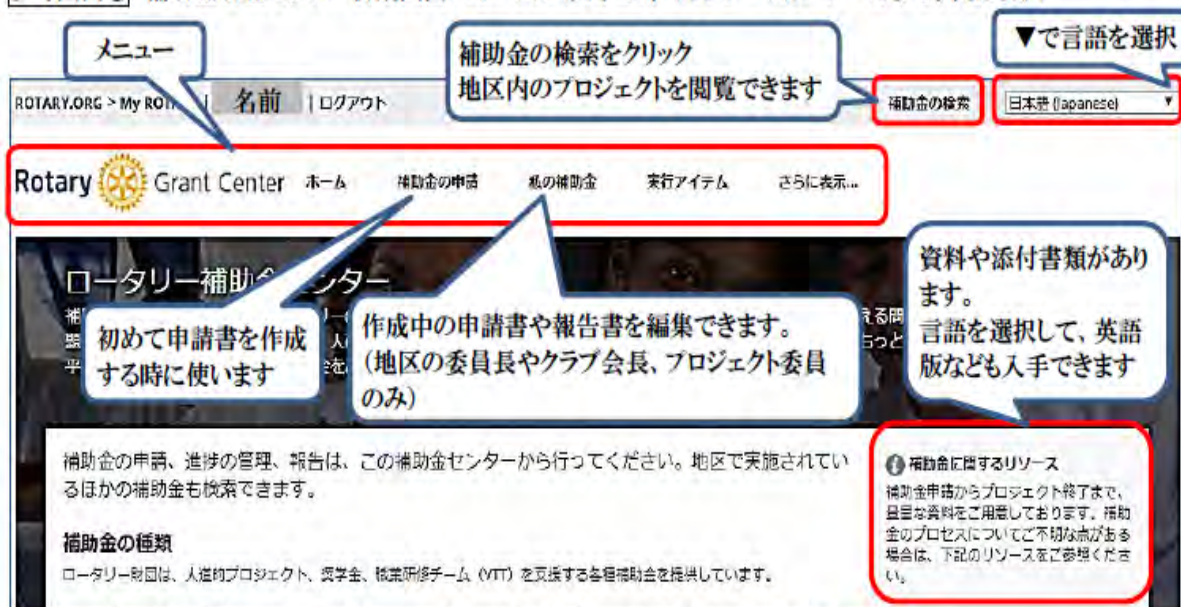 メニュー
補助金の検索をクリック
地区内のプロジェクトを閲覧できます
▼で言語を選択
ROTARY.ORG > My RO
名前
| ログアウト
補助金の検索
日本語 (Japanese)
Rotary Grant Center
ホーム
補助金の申請
私の補助金
実行アイテム
さらに表示...
ロータリー補助
ンター
初めて申請書を作成
する時に使います
作成中の申請書や報告書を編集できます。
(地区の委員長やクラブ会長、プロジェクト委員
のみ)
資料や添付書類があり
ます。
言語を選択して、英語
版なども入手できます
補助金の申請、進捗の管理、報告は、この補助金センターから行ってください。地区で実施されてい
るほかの補助金も検索できます。
補助金の種類
ロータリー財団は、人道的プロジェクト、奨学金、職業研修チーム (VTT) を支援する各種補助金を提供しています。
補助金に関するリソース
補助金申請からプロジェクト終了まで、
豊富な資料をご用意しております。補助
金のプロセスについてご不明な点がある
場合は、下記のリソースをご参照くださ
い。